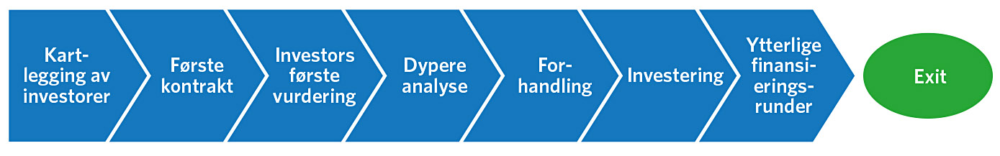 Kart-
legging av
investorer
Første
kontrakt
Investors
første
vurdering
Dypere
analyse
For-
handling
Investering
Ytterlige
finansi-
erings-
runder
Exit